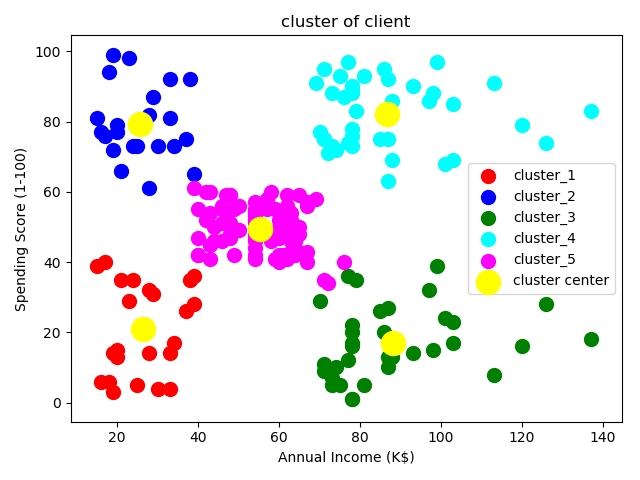 cluster of client
Spending Score (1-100)
100
80
60
40
20
0
cluster_1
cluster_2
cluster_3
cluster_4
cluster_5
cluster center
20 40 60 80 100 120 140
Annual Income (K$)